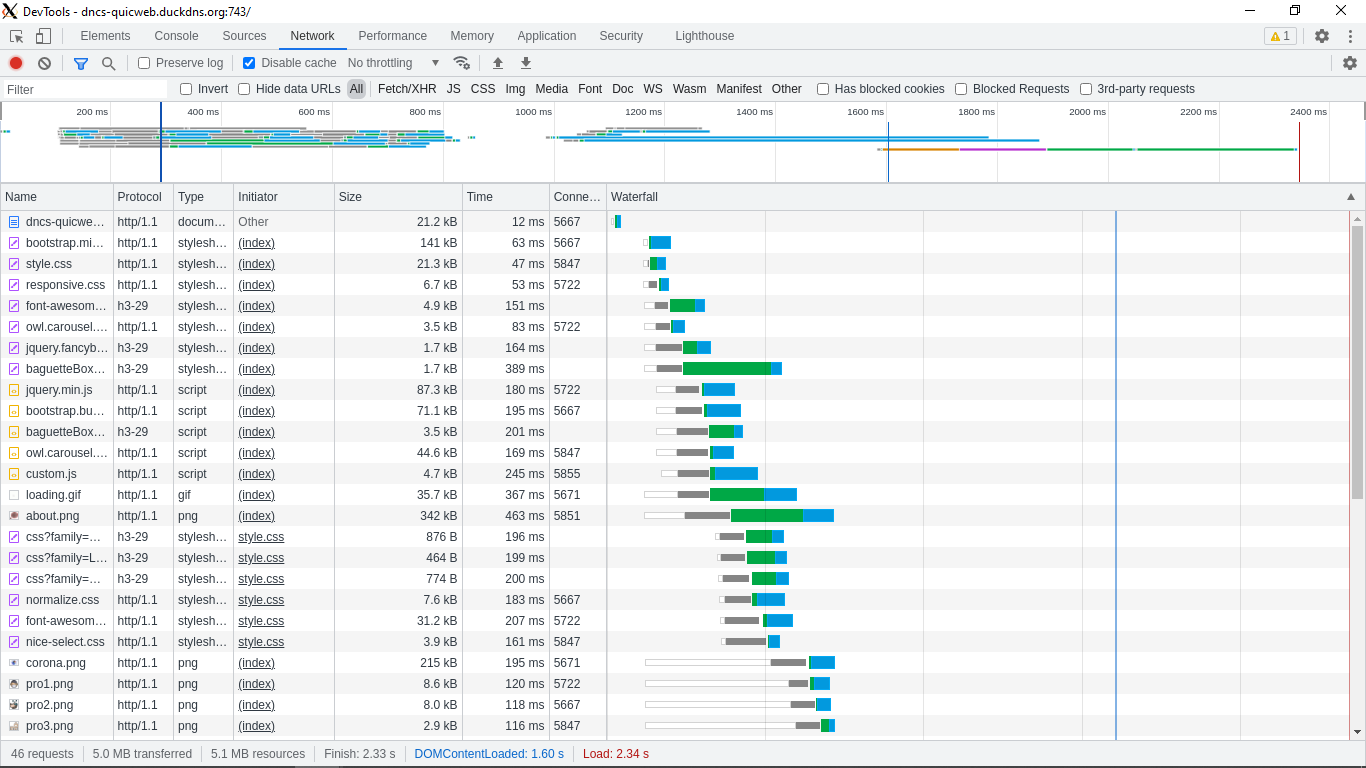 DevTools - dncs-quicweb.duckdns.org:743/
Elements Console Sources Network Performance Memory Application Security Lighthouse 1
Preserve log Disable cache No throttling
Filter Invert Hide data URLs All Fetch/XHR JS CSS Img Media Font Doc WS Wasm Manifest Other Has blocked cookies Blocked Requests 3rd-party requests
200 ms 400 ms 600 ms 800 ms 1000 ms 1200 ms 1400 ms 1600 ms 1800 ms 2000 ms 2200 ms 2400 ms
Name Protocol Type Initiator Size Time Conne... Waterfall
dncs-quicwe... http/1.1 docum... Other 21.2 kB 12 ms 5667
bootstrap.mi... http/1.1 stylesh... (index) 141 kB 63 ms 5667
style.css http/1.1 stylesh... (index) 21.3 kB 47 ms 5847
responsive.css http/1.1 stylesh... (index) 6.7 kB 53 ms 5722
font-awesom... h3-29 stylesh... (index) 4.9 kB 151 ms
owl.carousel.... http/1.1 stylesh... (index) 3.5 kB 83 ms 5722
jquery.fancyb... h3-29 stylesh... (index) 1.7 kB 164 ms
baguetteBox... h3-29 stylesh... (index) 1.7 kB 389 ms
jquery.min.js http/1.1 script (index) 87.3 kB 180 ms 5722
bootstrap.bu... http/1.1 script (index) 71.1 kB 195 ms 5667
baguetteBox... h3-29 script (index) 3.5 kB 201 ms
owl.carousel.... http/1.1 script (index) 44.6 kB 169 ms 5847
custom.js http/1.1 script (index) 4.7 kB 245 ms 5855
loading.gif http/1.1 gif (index) 35.7 kB 367 ms 5671
about.png http/1.1 png (index) 342 kB 463 ms 5851
css?family=... h3-29 stylesh... style.css 876 B 196 ms
css?family=L... h3-29 stylesh... style.css 464 B 199 ms
css?family=... h3-29 stylesh... style.css 774 B 200 ms
normalize.css http/1.1 stylesh... style.css 7.6 kB 183 ms 5667
font-awesom... http/1.1 stylesh... style.css 31.2 kB 207 ms 5722
nice-select.css http/1.1 stylesh... style.css 3.9 kB 161 ms 5847
corona.png http/1.1 png (index) 215 kB 195 ms 5671
pro1.png http/1.1 png (index) 8.6 kB 120 ms 5722
pro2.png http/1.1 png (index) 8.0 kB 118 ms 5667
pro3.png http/1.1 png (index) 2.9 kB 116 ms 5847
46 requests 5.0 MB transferred 5.1 MB resources Finish: 2.33 s DOMContentLoaded: 1.60 s Load: 2.34 s